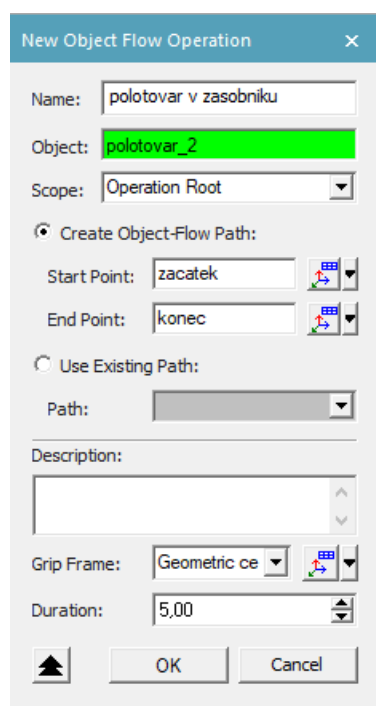 New Object Flow Operation
Name: polotovar v zasobniku
Object: polotovar_2
Scope: Operation Root
Create Object-Flow Path:
Start Point: zacatek
End Point: konec
Use Existing Path:
Path:
Description:
Grip Frame: Geometric ce
Duration: 5,00
OK Cancel